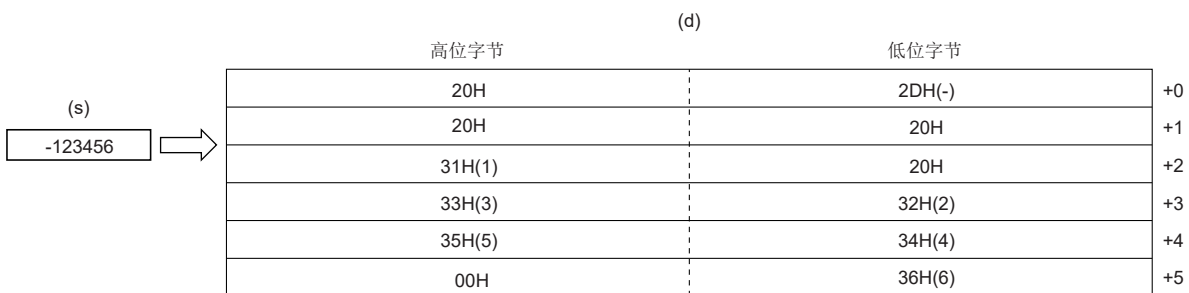 (d)
高位字节 低位字节
20H 2DH(-) +0
(s)
20H 20H +1
-123456
31H(1) 20H +2
33H(3) 32H(2) +3
35H(5) 34H(4) +4
00H 36H(6) +5